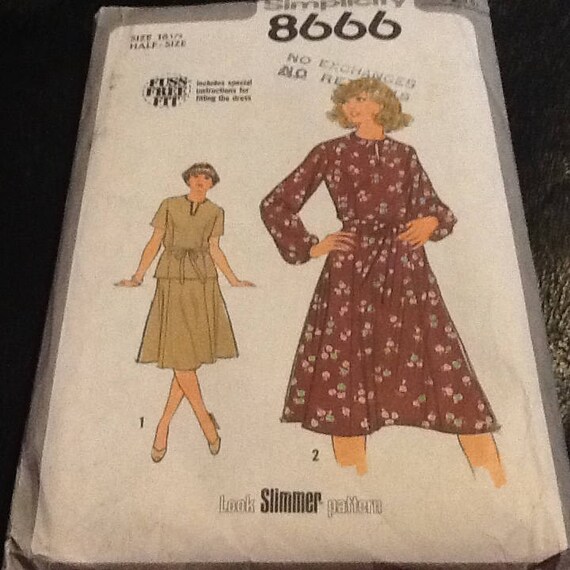 Simplicity
8666
SIZE 18½
HALF-SIZE
NO EXCHANGES
NO
FUSS
FREE
FIT
includes special
instructions for
fitting the dress
1
2
Look Slimmer pattern